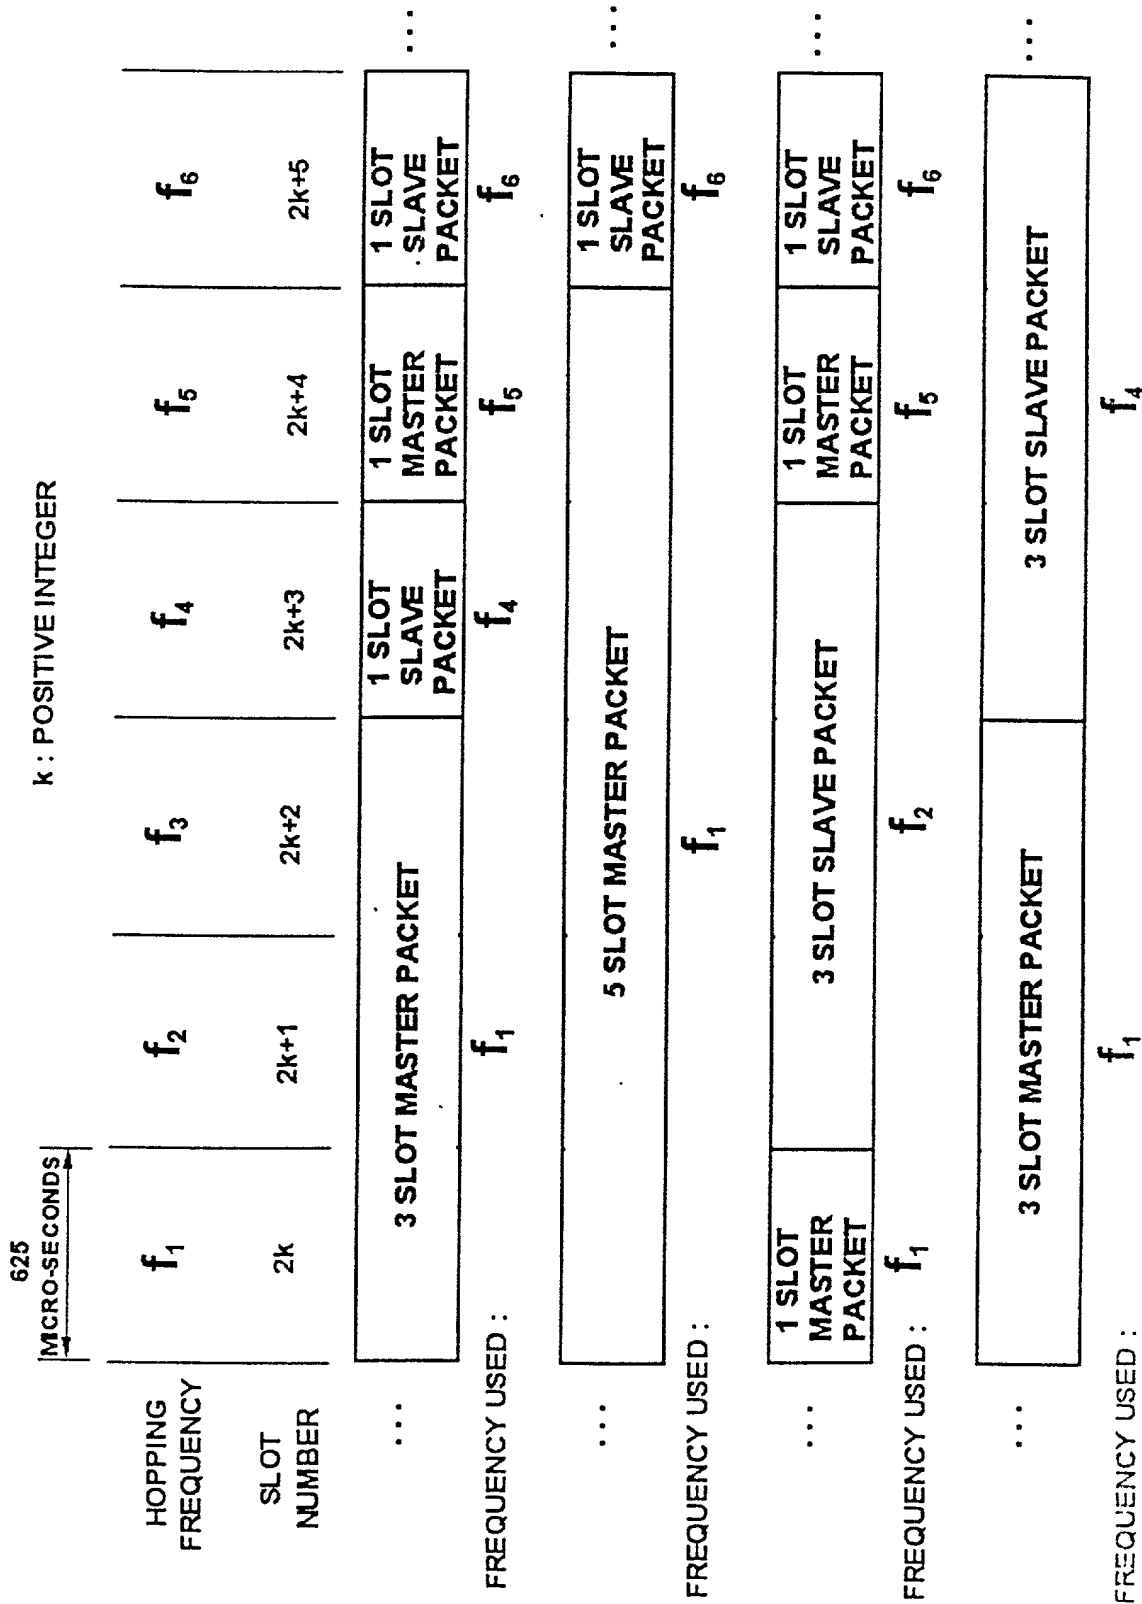 k : POSITIVE INTEGER
625
MICRO-SECONDS
HOPPING
FREQUENCY
f1 f2 f3 f4 f5 f6
SLOT
NUMBER
2k 2k+1 2k+2 2k+3 2k+4 2k+5
...
3 SLOT MASTER PACKET
1 SLOT
SLAVE
PACKET
1 SLOT
MASTER
PACKET
1 SLOT
SLAVE
PACKET
...
FREQUENCY USED : f1 f4 f5 f6
...
5 SLOT MASTER PACKET
1 SLOT
SLAVE
PACKET
...
FREQUENCY USED : f1 f6
...
1 SLOT
MASTER
PACKET
3 SLOT SLAVE PACKET
1 SLOT
MASTER
PACKET
1 SLOT
SLAVE
PACKET
...
FREQUENCY USED : f1 f2 f5 f6
...
3 SLOT MASTER PACKET
3 SLOT SLAVE PACKET
...
FREQUENCY USED : f1 f4